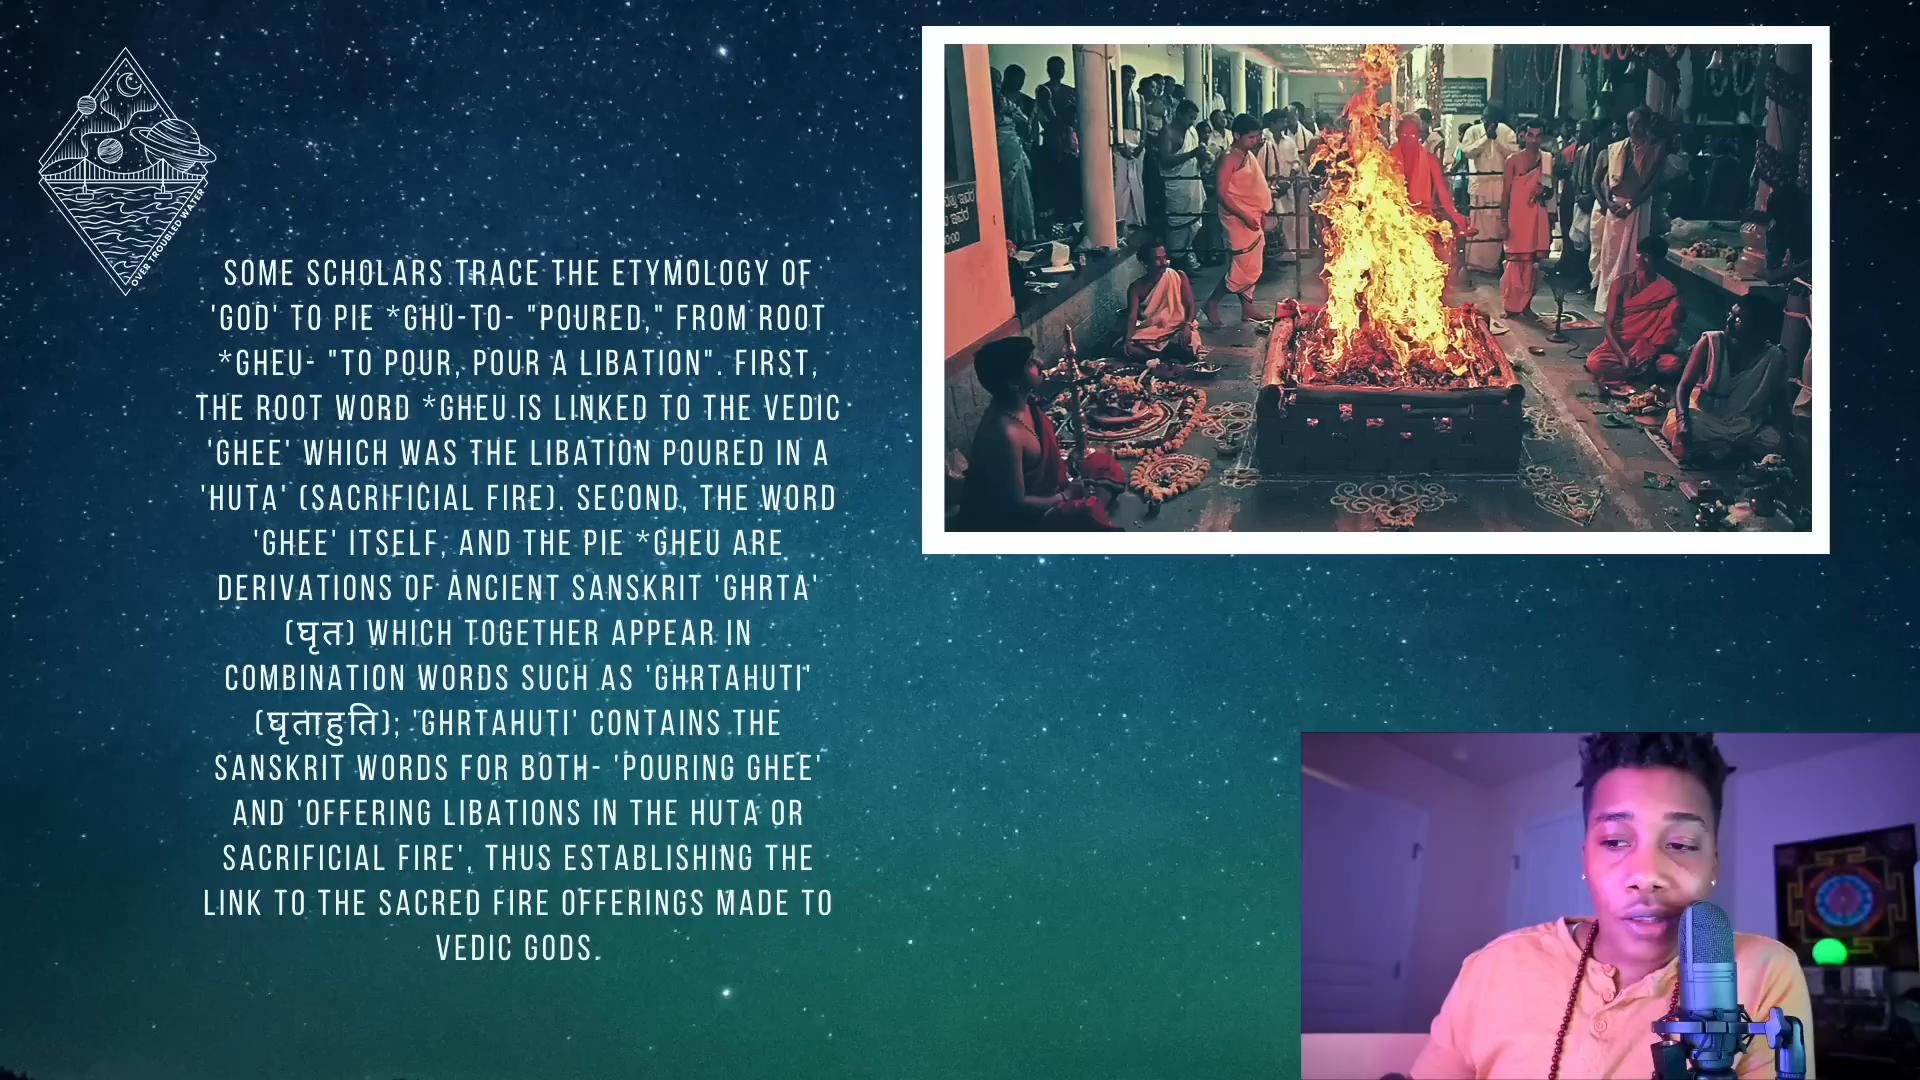 OVER TROUBLED WATER
SOME SCHOLARS TRACE THE ETYMOLOGY OF
'GOD' TO PIE *GHU-TO- "POURED," FROM ROOT
*GHEU- "TO POUR, POUR A LIBATION". FIRST,
THE ROOT WORD *GHEU IS LINKED TO THE VEDIC
'GHEE' WHICH WAS THE LIBATION POURED IN A
'HUTA' (SACRIFICIAL FIRE). SECOND, THE WORD
'GHEE' ITSELF, AND THE PIE *GHEU ARE
DERIVATIONS OF ANCIENT SANSKRIT 'GHRTA'
(घृत) WHICH TOGETHER APPEAR IN
COMBINATION WORDS SUCH AS 'GHRTAHUTI'
(घृताहुति); 'GHRTAHUTI' CONTAINS THE
SANSKRIT WORDS FOR BOTH- 'POURING GHEE'
AND 'OFFERING LIBATIONS IN THE HUTA OR
SACRIFICIAL FIRE', THUS ESTABLISHING THE
LINK TO THE SACRED FIRE OFFERINGS MADE TO
VEDIC GODS.